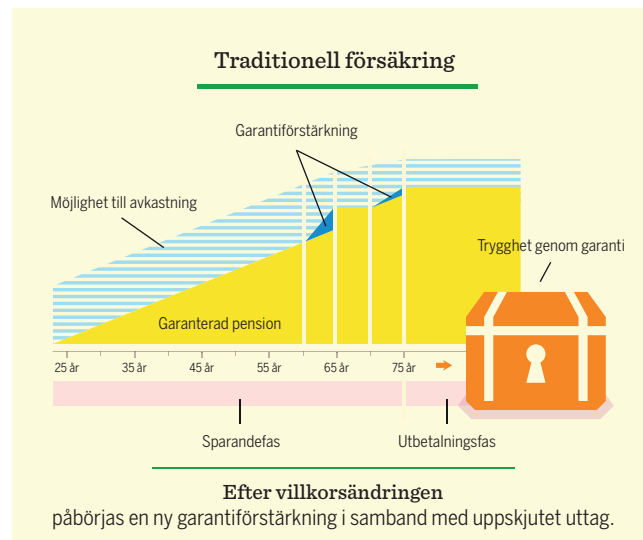 Traditionell försäkring
Garantiförstärkning
Möjlighet till avkastning
Trygghet genom garanti
Garanterad pension
25 år 35 år 45 år 55 år 65 år 75 år
Sparandefas Utbetalningsfas
Efter villkorsändringen
påbörjas en ny garantiförstärkning i samband med uppskjutet uttag.